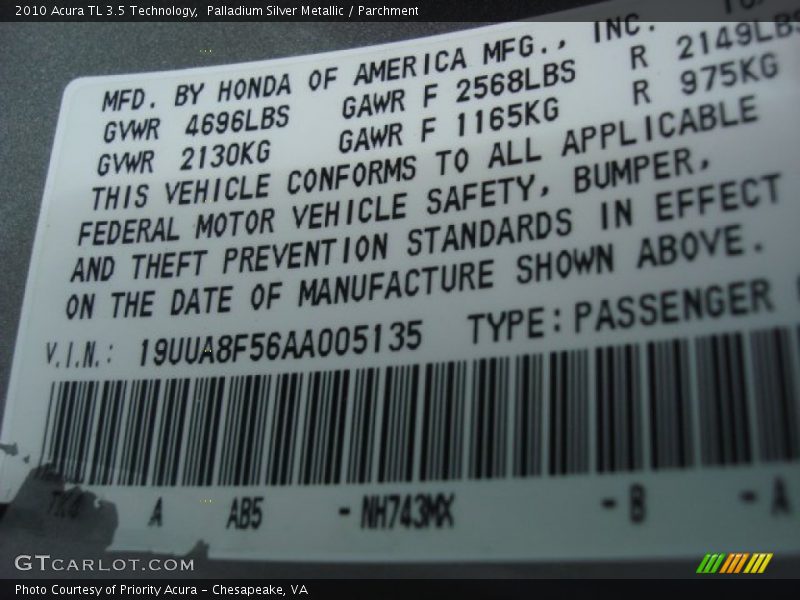 2010 Acura TL 3.5 Technology, Palladium Silver Metallic / Parchment
MFD. BY HONDA OF AMERICA MFG., INC.
GVWR 4696LBS GAWR F 2568LBS R 2149LBS
GVWR 2130KG GAWR F 1165KG R 975KG
THIS VEHICLE CONFORMS TO ALL APPLICABLE
FEDERAL MOTOR VEHICLE SAFETY, BUMPER,
AND THEFT PREVENTION STANDARDS IN EFFECT
ON THE DATE OF MANUFACTURE SHOWN ABOVE.
V.I.N.: 19UUA8F56AA005135 TYPE: PASSENGER
A AB5 - NH743MX - B - A
GTCARLOT.COM
Photo Courtesy of Priority Acura – Chesapeake, VA